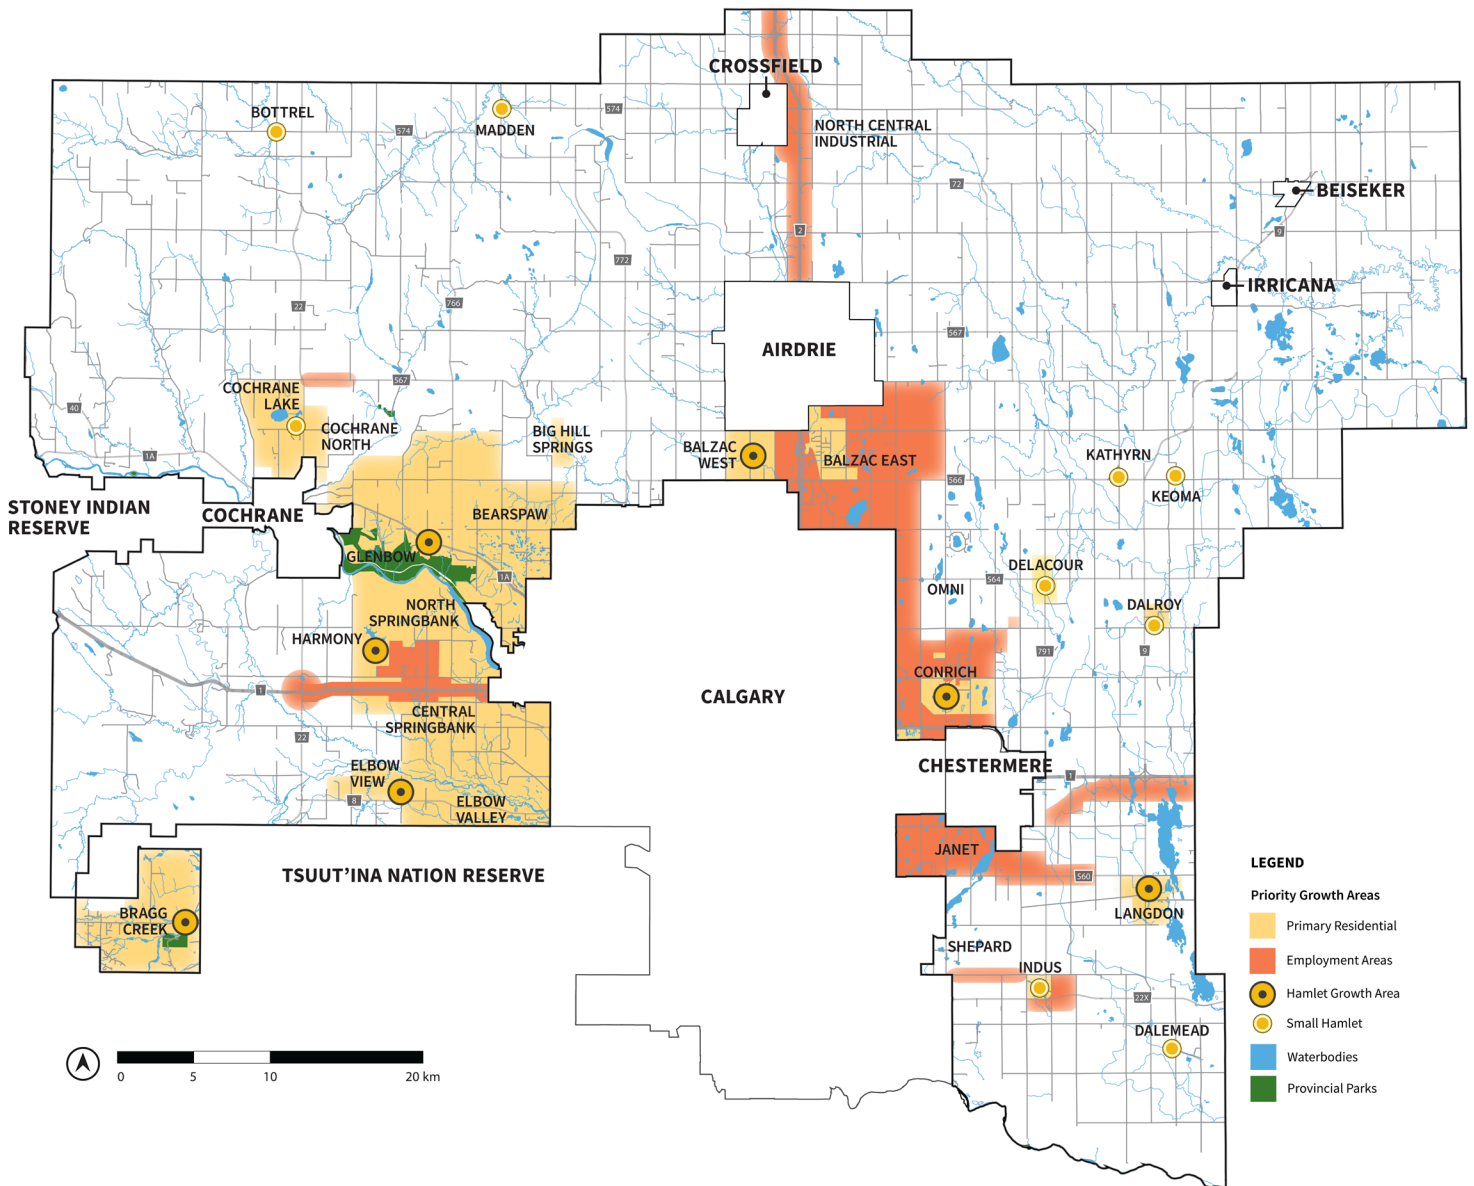 CROSSFIELD
BOTTREL
MADDEN
574
574
NORTH CENTRAL
INDUSTRIAL
72
BEISEKER
9
2
772
IRRICANA
22
766
567
AIRDRIE
567
COCHRANE
LAKE
40
COCHRANE
NORTH
BIG HILL
SPRINGS
BALZAC
WEST
BALZAC EAST
KATHYRN
1A
566
KEOMA
STONEY INDIAN
RESERVE
COCHRANE
BEARSPAW
GLENBOW
1A
DELACOUR
564
OMNI
NORTH
SPRINGBANK
DALROY
HARMONY
791
9
CONRICH
1
CALGARY
CENTRAL
SPRINGBANK
22
ELBOW
VIEW
CHESTERMERE
1
8
ELBOW
VALLEY
JANET
TSUUT’INA NATION RESERVE
560
BRAGG
CREEK
LANGDON
SHEPARD
INDUS
22X
DALEMEAD
LEGEND
Priority Growth Areas
Primary Residential
Employment Areas
Hamlet Growth Area
Small Hamlet
Waterbodies
Provincial Parks
0 5 10 20 km